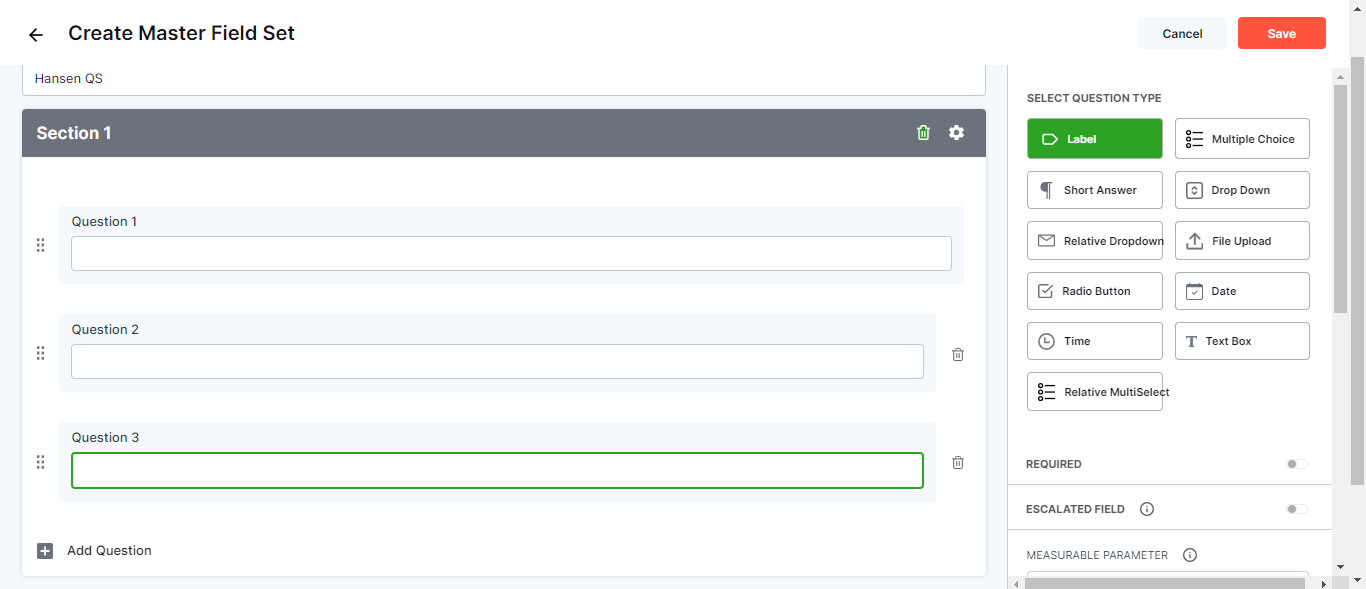 Create Master Field Set
Cancel
Save
Hansen QS
Section 1
Question 1
Question 2
Question 3
Add Question
SELECT QUESTION TYPE
Label
Multiple Choice
Short Answer
Drop Down
Relative Dropdown
File Upload
Radio Button
Date
Time
Text Box
Relative MultiSelect
REQUIRED
ESCALATED FIELD
MEASURABLE PARAMETER